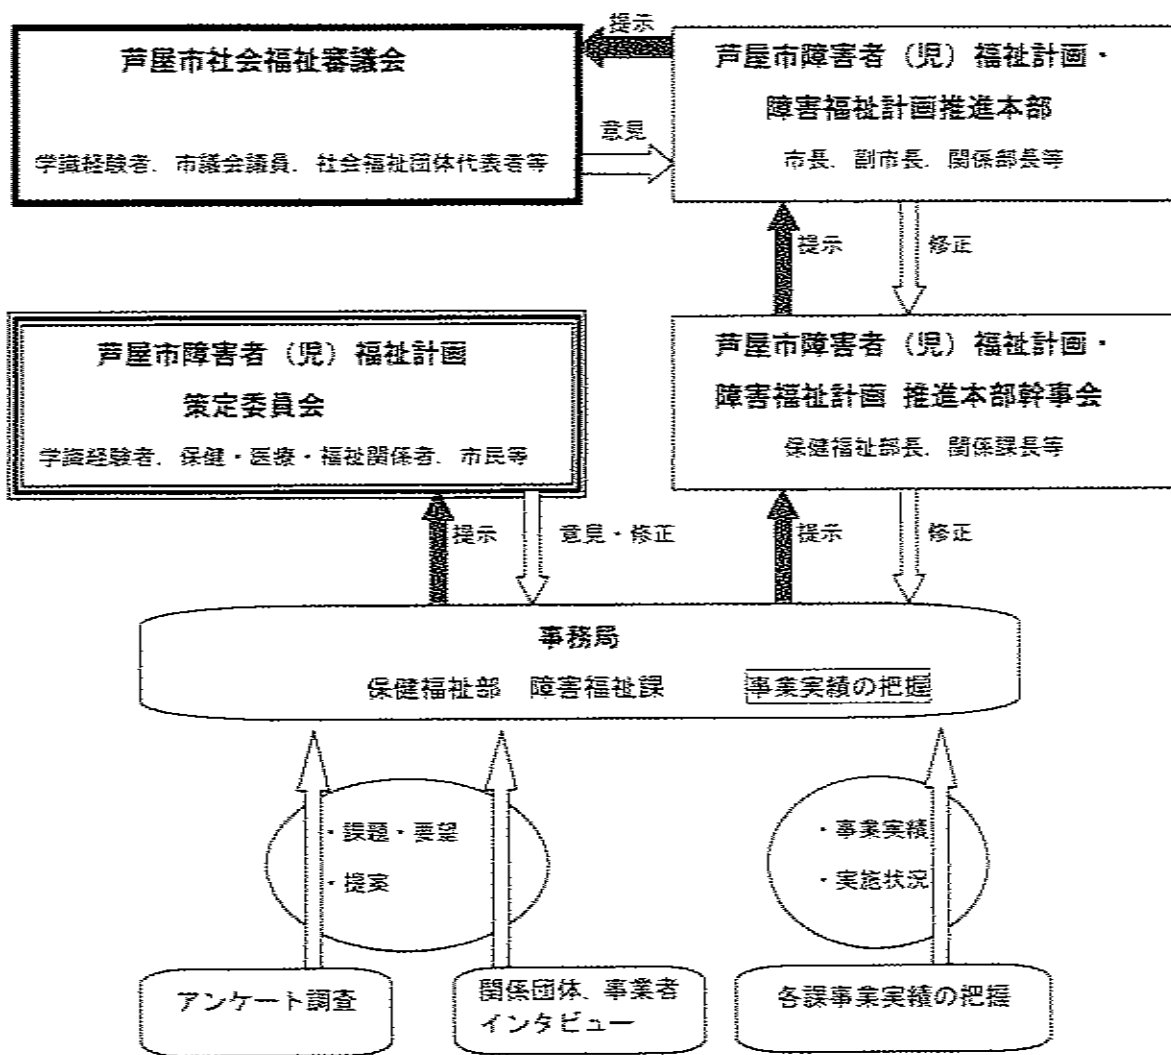 提示
芦屋市社会福祉審議会
学識経験者、市議会議員、社会福祉団体代表者等
意見
芦屋市障害者（児）福祉計画・
障害福祉計画推進本部
市長、副市長、関係部長等
提示
修正
芦屋市障害者（児）福祉計画
策定委員会
学識経験者、保健・医療・福祉関係者、市民等
芦屋市障害者（児）福祉計画・
障害福祉計画 推進本部幹事会
保健福祉部長、関係課長等
提示
意見・修正
提示
修正
事務局
保健福祉部 障害福祉課 事業実績の把握
・課題・要望
・提案
・事業実績
・実施状況
アンケート調査
関係団体、事業者
インタビュー
各課事業実績の把握